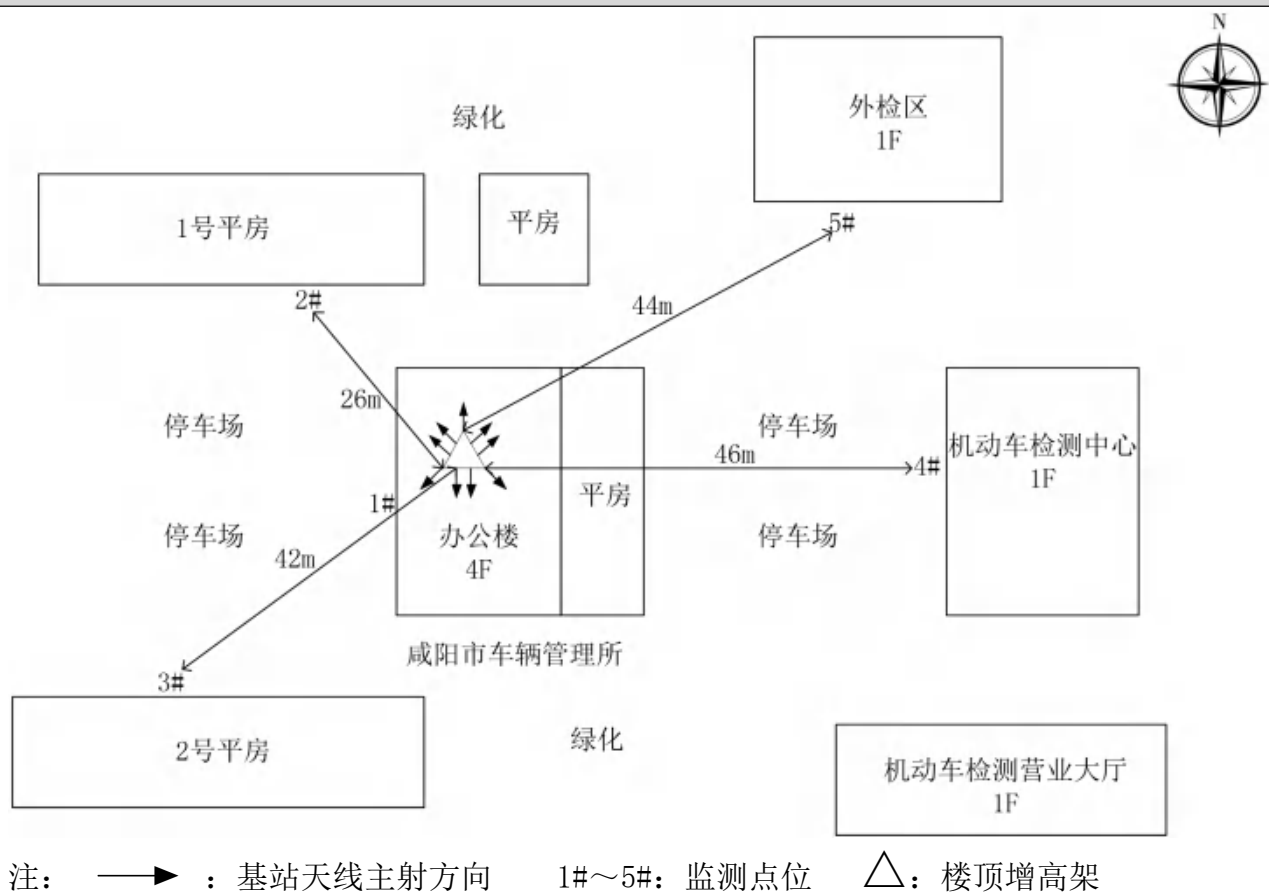 N
外检区
1F
绿化
1号平房
平房
5#
2#
44m
26m
停车场
停车场
机动车检测中心
1F
46m
4#
平房
1#
停车场
办公楼
4F
停车场
42m
咸阳市车辆管理所
3#
2号平房
绿化
机动车检测营业大厅
1F
注： ：基站天线主射方向 1#～5#：监测点位 △：楼顶增高架